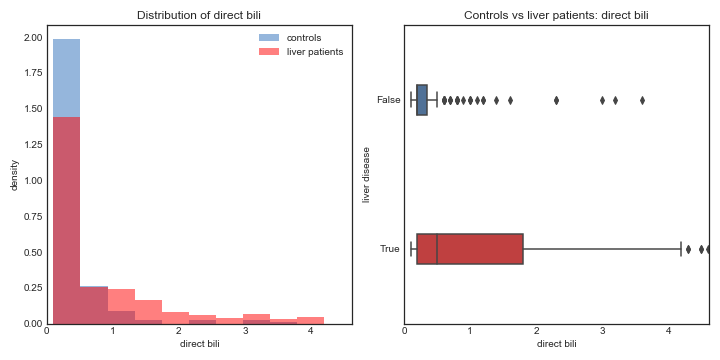 Distribution of direct bili
controls
liver patients
2.00
1.75
1.50
1.25
1.00
0.75
0.50
0.25
0.00
density
0 1 2 3 4
direct bili
Controls vs liver patients: direct bili
False
True
liver disease
0 1 2 3 4
direct bili